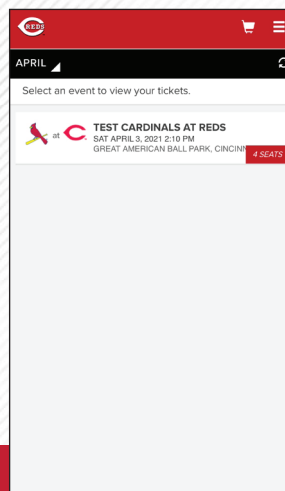 REDS
APRIL
Select an event to view your tickets.
at
TEST CARDINALS AT REDS
SAT APRIL 3, 2021 2:10 PM
GREAT AMERICAN BALL PARK, CINCINN
4 SEATS